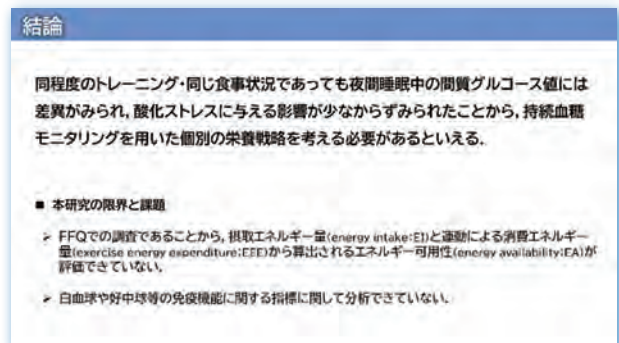 結論
同程度のトレーニング・同じ食事状況であっても夜間睡眠中の間質グルコース値には
差異がみられ，酸化ストレスに与える影響が少なからずみられたことから，持続血糖
モニタリングを用いた個別の栄養戦略を考える必要があるといえる．
■ 本研究の限界と課題
➢ FFQでの調査であることから，摂取エネルギー量(energy intake:EI)と運動による消費エネルギー
量(exercise energy expenditure:EEE)から算出されるエネルギー可用性(energy availability:EA)が
評価できていない．
➢ 白血球や好中球等の免疫機能に関する指標に関して分析できていない．